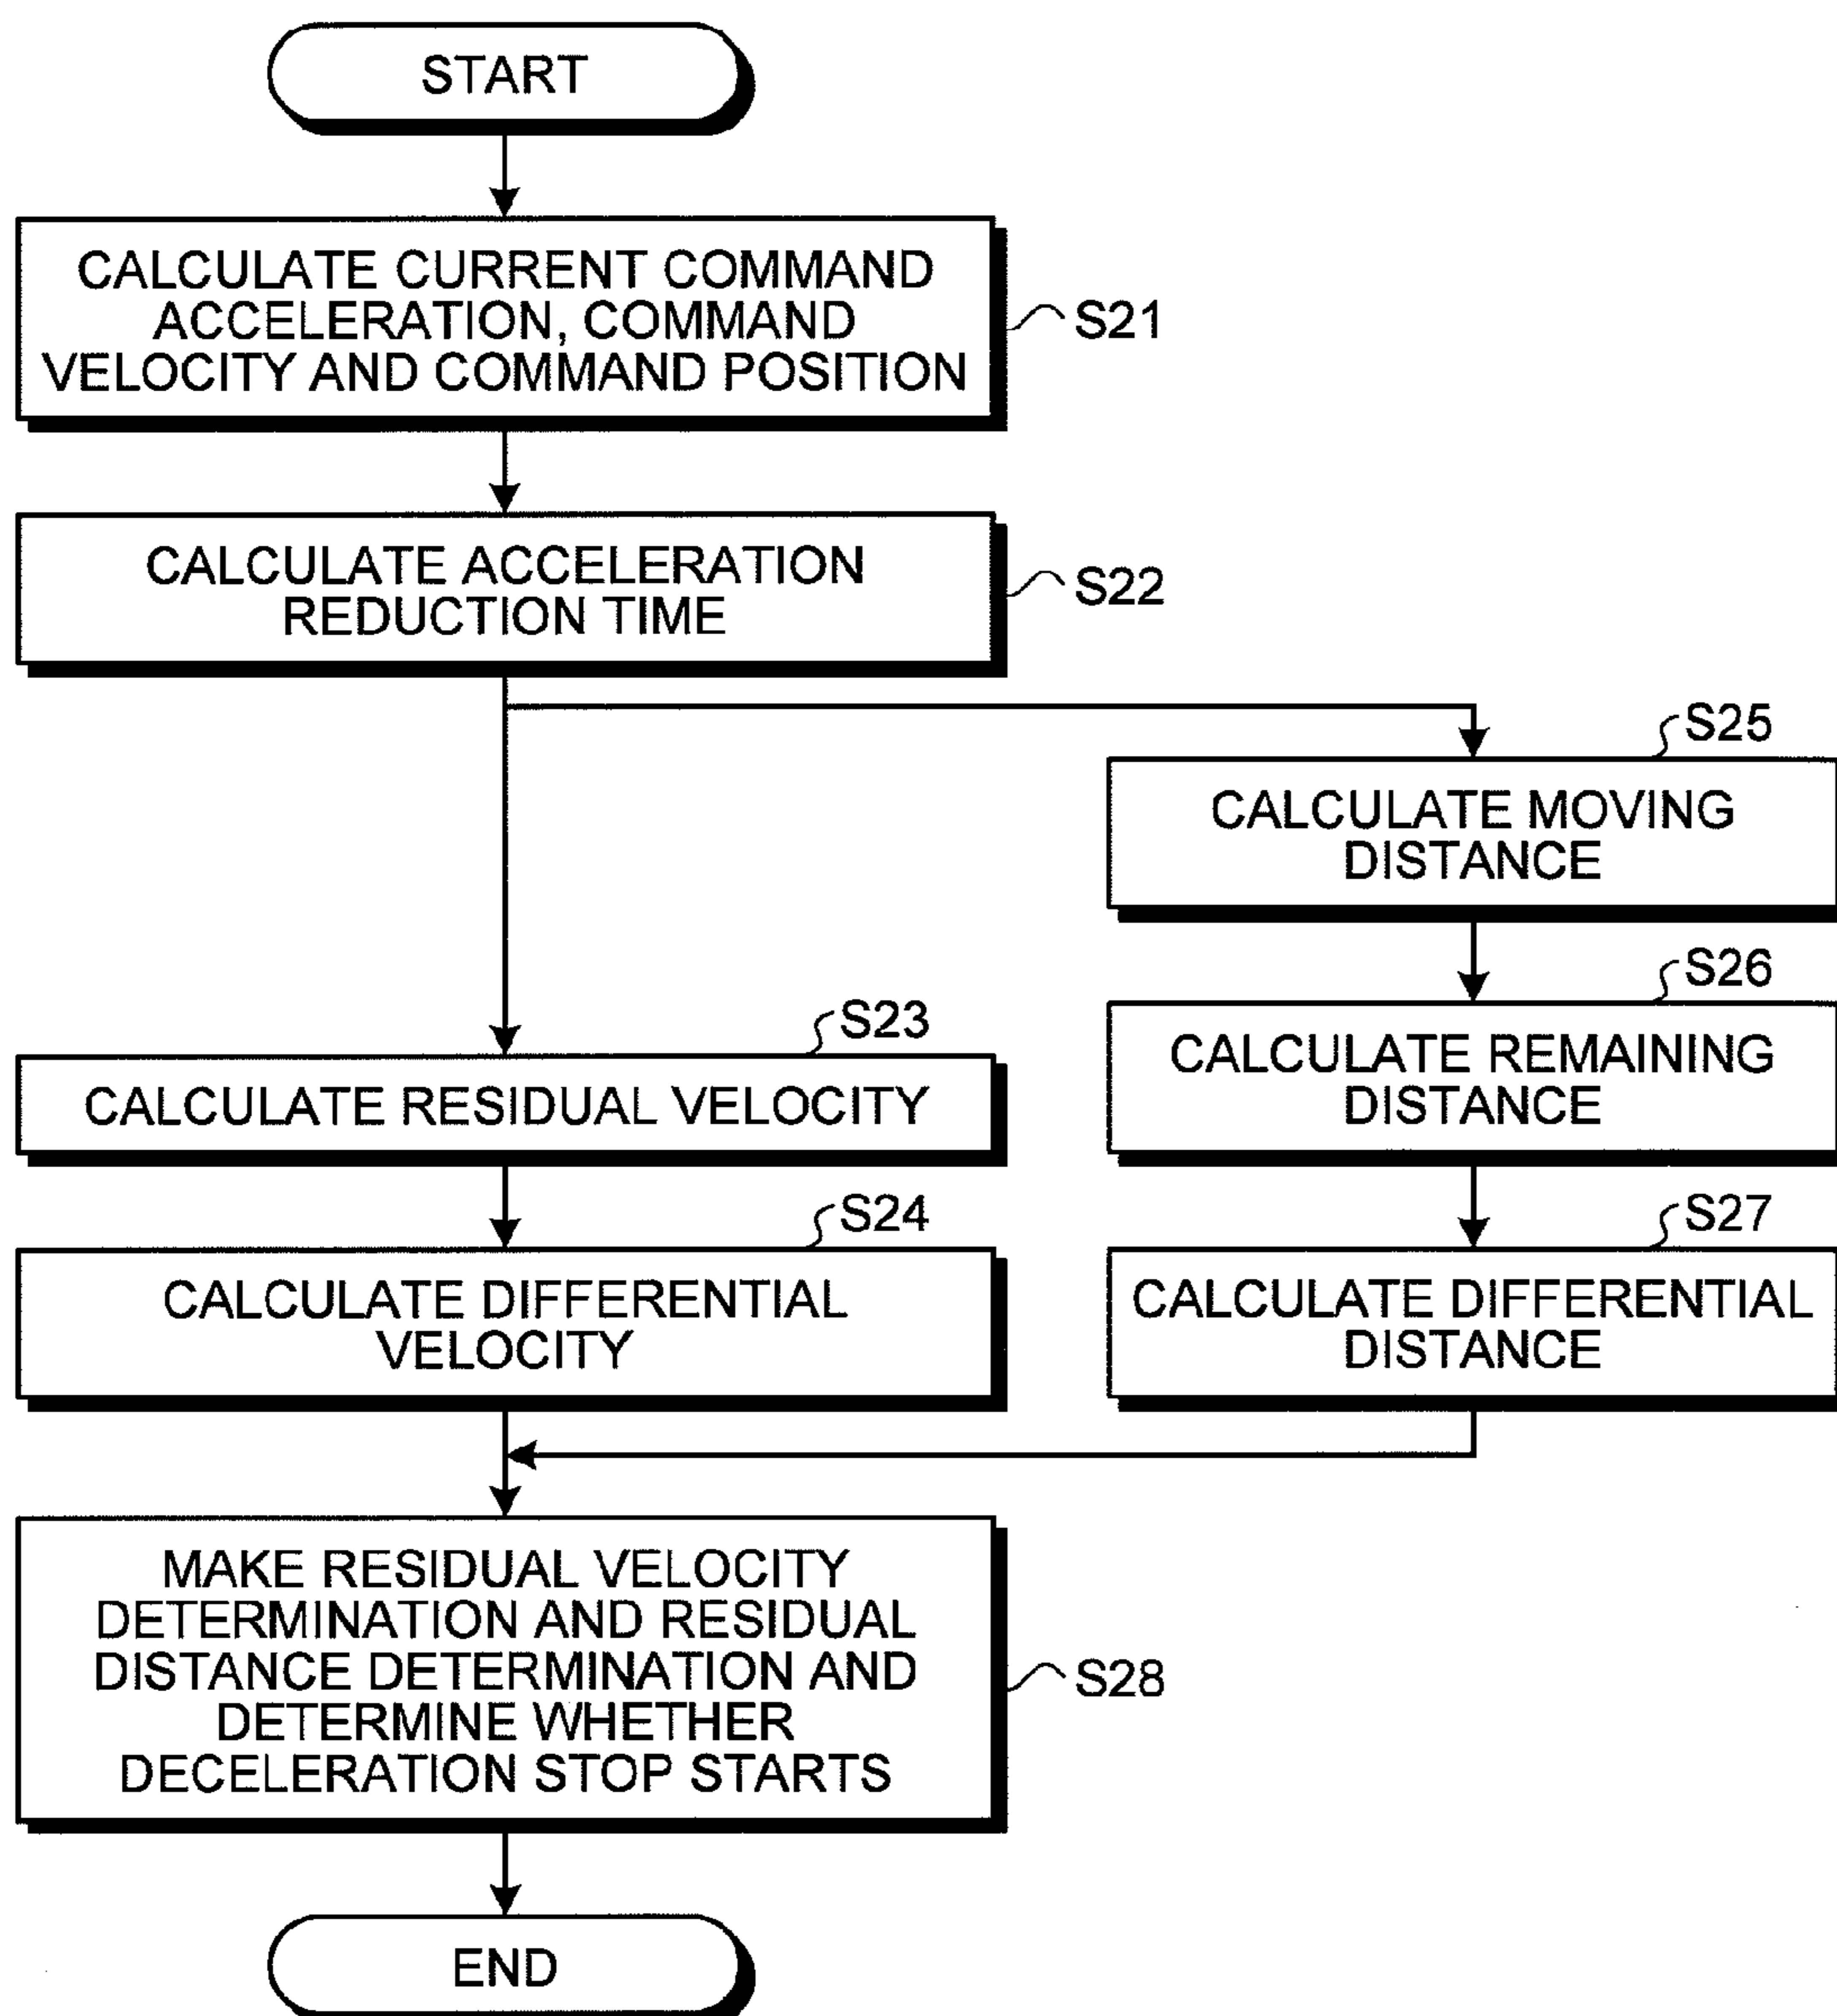 START
CALCULATE CURRENT COMMAND
ACCELERATION, COMMAND
VELOCITY AND COMMAND POSITION
S21
CALCULATE ACCELERATION
REDUCTION TIME
S22
S25
CALCULATE MOVING
DISTANCE
S26
CALCULATE REMAINING
DISTANCE
S23
CALCULATE RESIDUAL VELOCITY
S24
CALCULATE DIFFERENTIAL
VELOCITY
S27
CALCULATE DIFFERENTIAL
DISTANCE
MAKE RESIDUAL VELOCITY
DETERMINATION AND RESIDUAL
DISTANCE DETERMINATION AND
DETERMINE WHETHER
DECELERATION STOP STARTS
S28
END